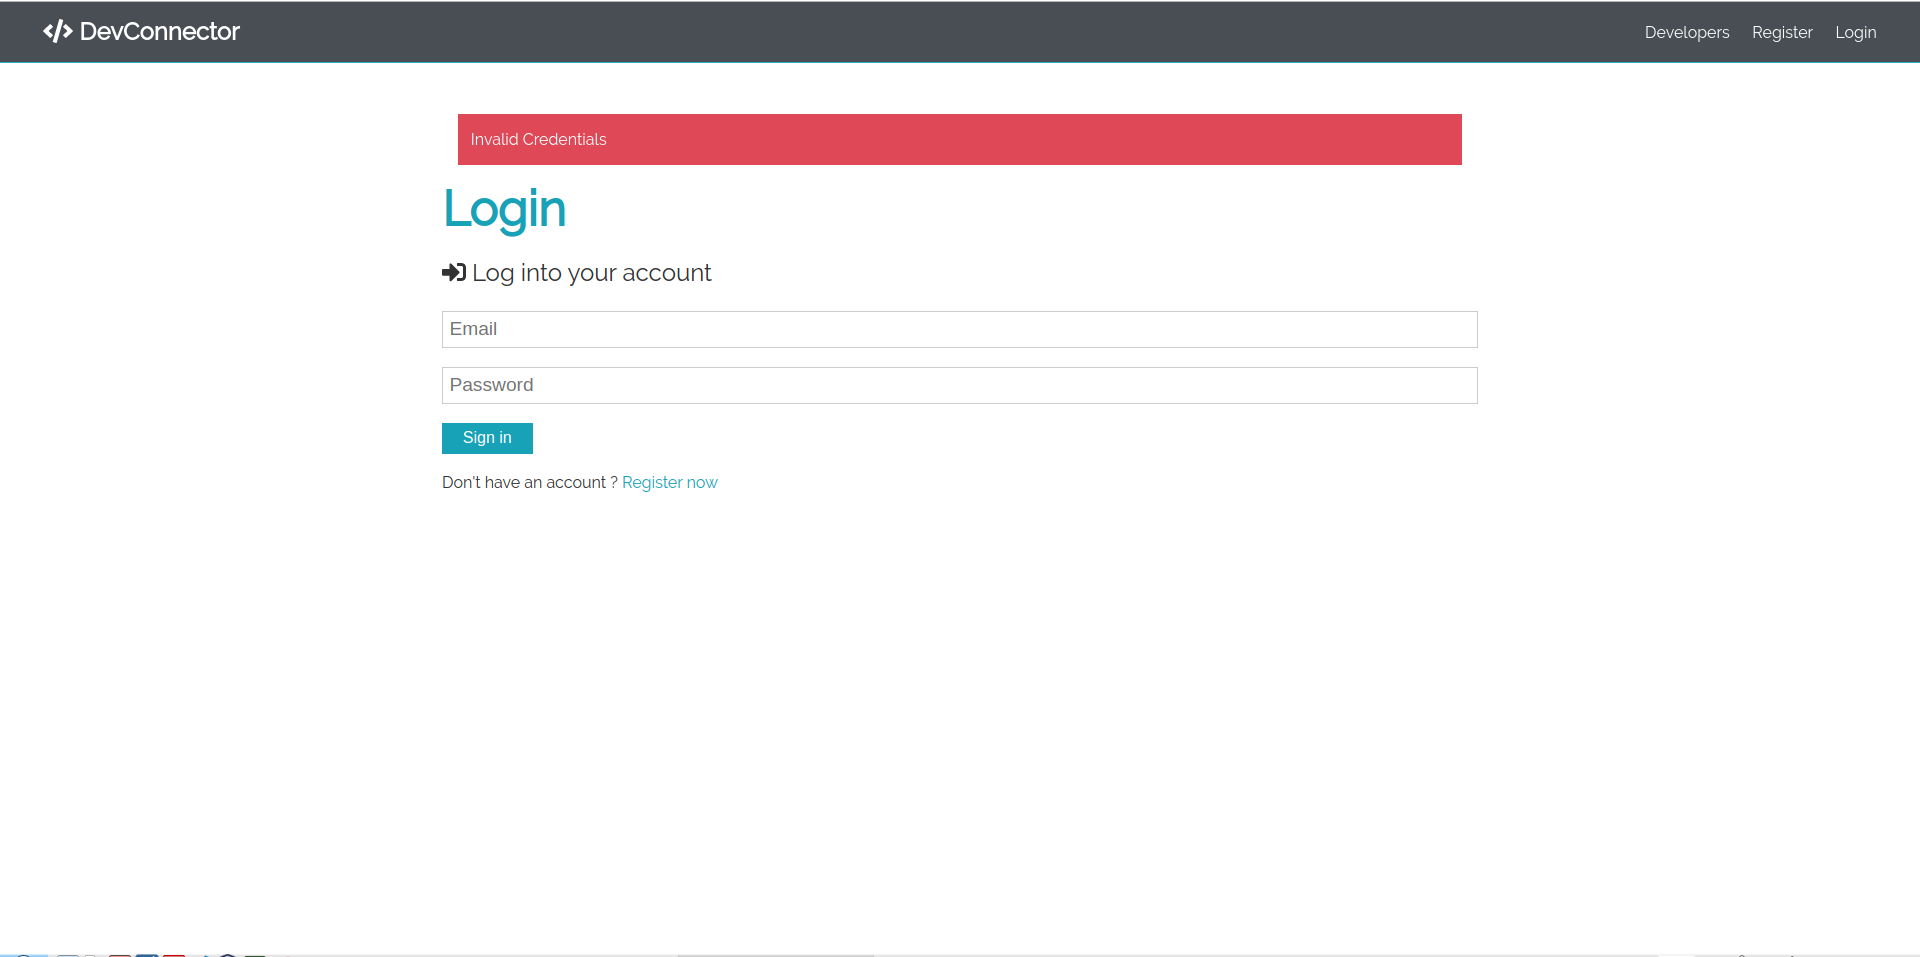 DevConnector
Developers Register Login
Invalid Credentials
Login
Log into your account
Email
Password
Sign in
Don't have an account ? Register now